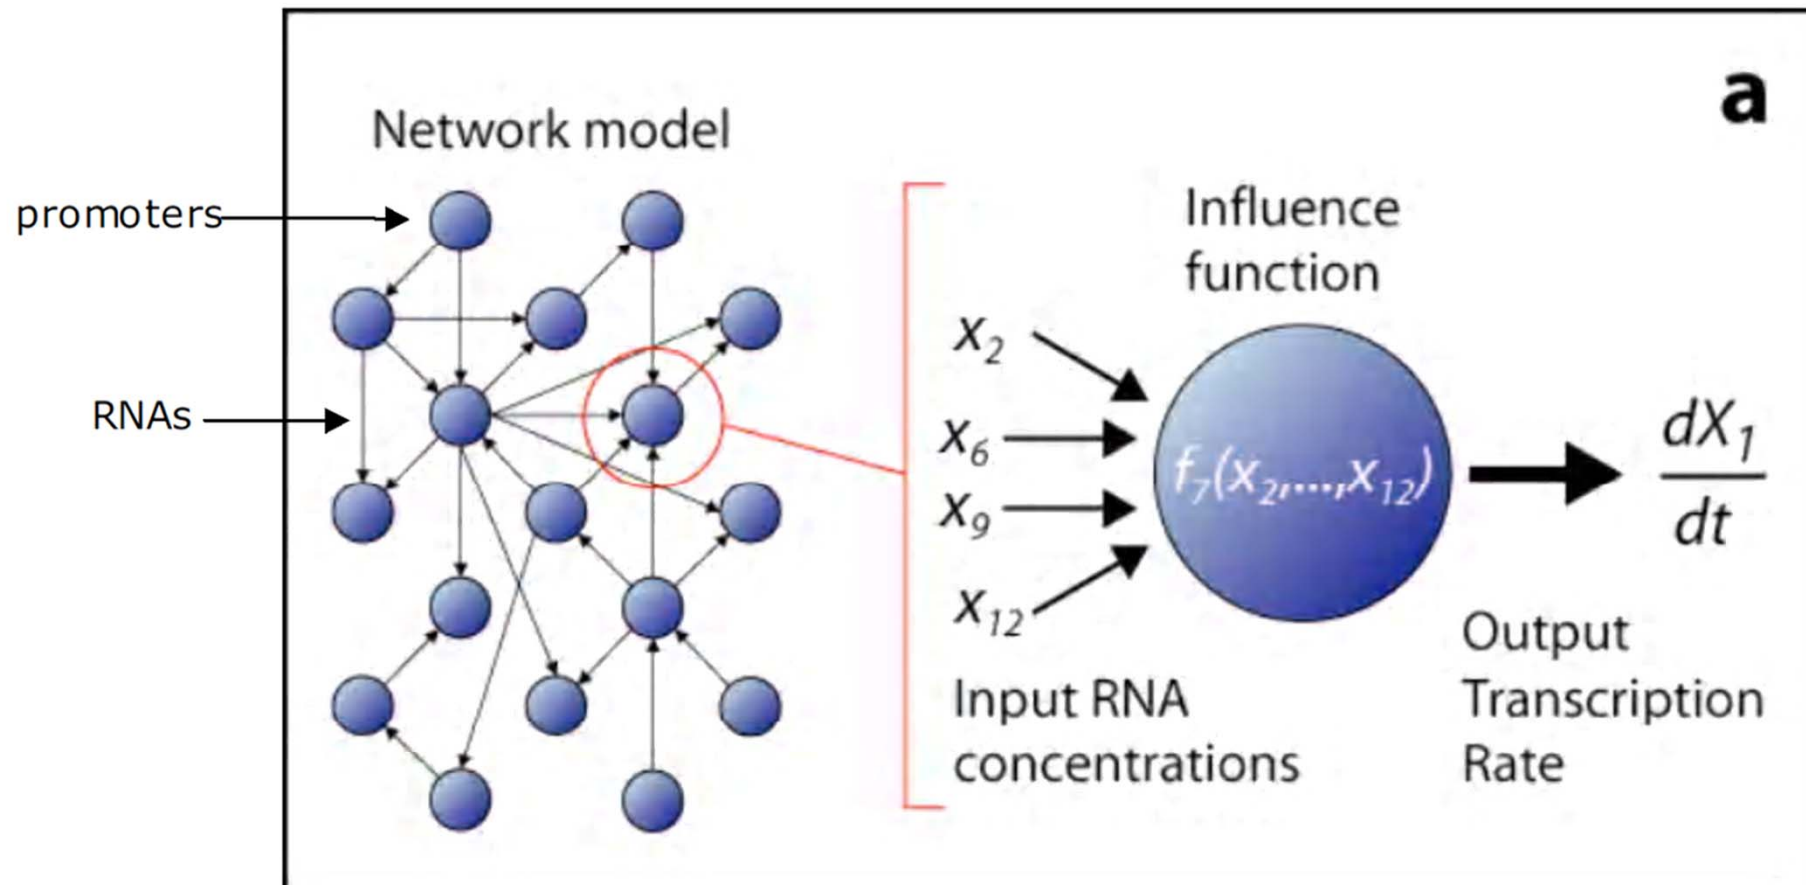 a
Network model
promoters
RNAs
Influence
function
x2
x6
x9
x12
f7(x2,...,x12)
dX1
dt
Input RNA
concentrations
Output
Transcription
Rate